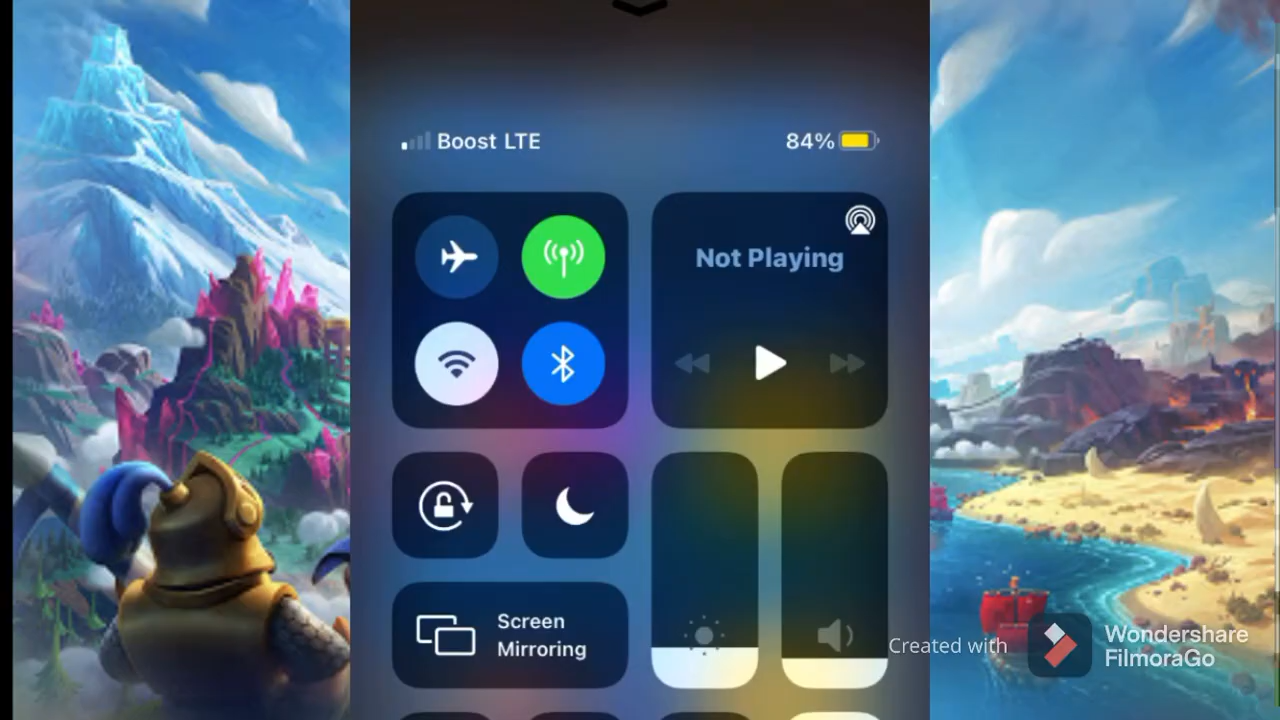 Boost LTE
84%
Not Playing
Screen
Mirroring
Created with
Wondershare
FilmoraGo